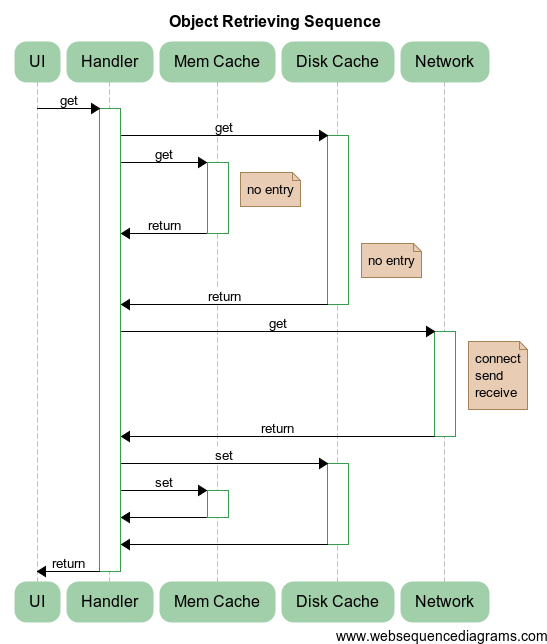 Object Retrieving Sequence
UI
Handler
Mem Cache
Disk Cache
Network
get
get
get
no entry
return
no entry
return
get
connect
send
receive
return
set
set
return
UI
Handler
Mem Cache
Disk Cache
Network
www.websequencediagrams.com